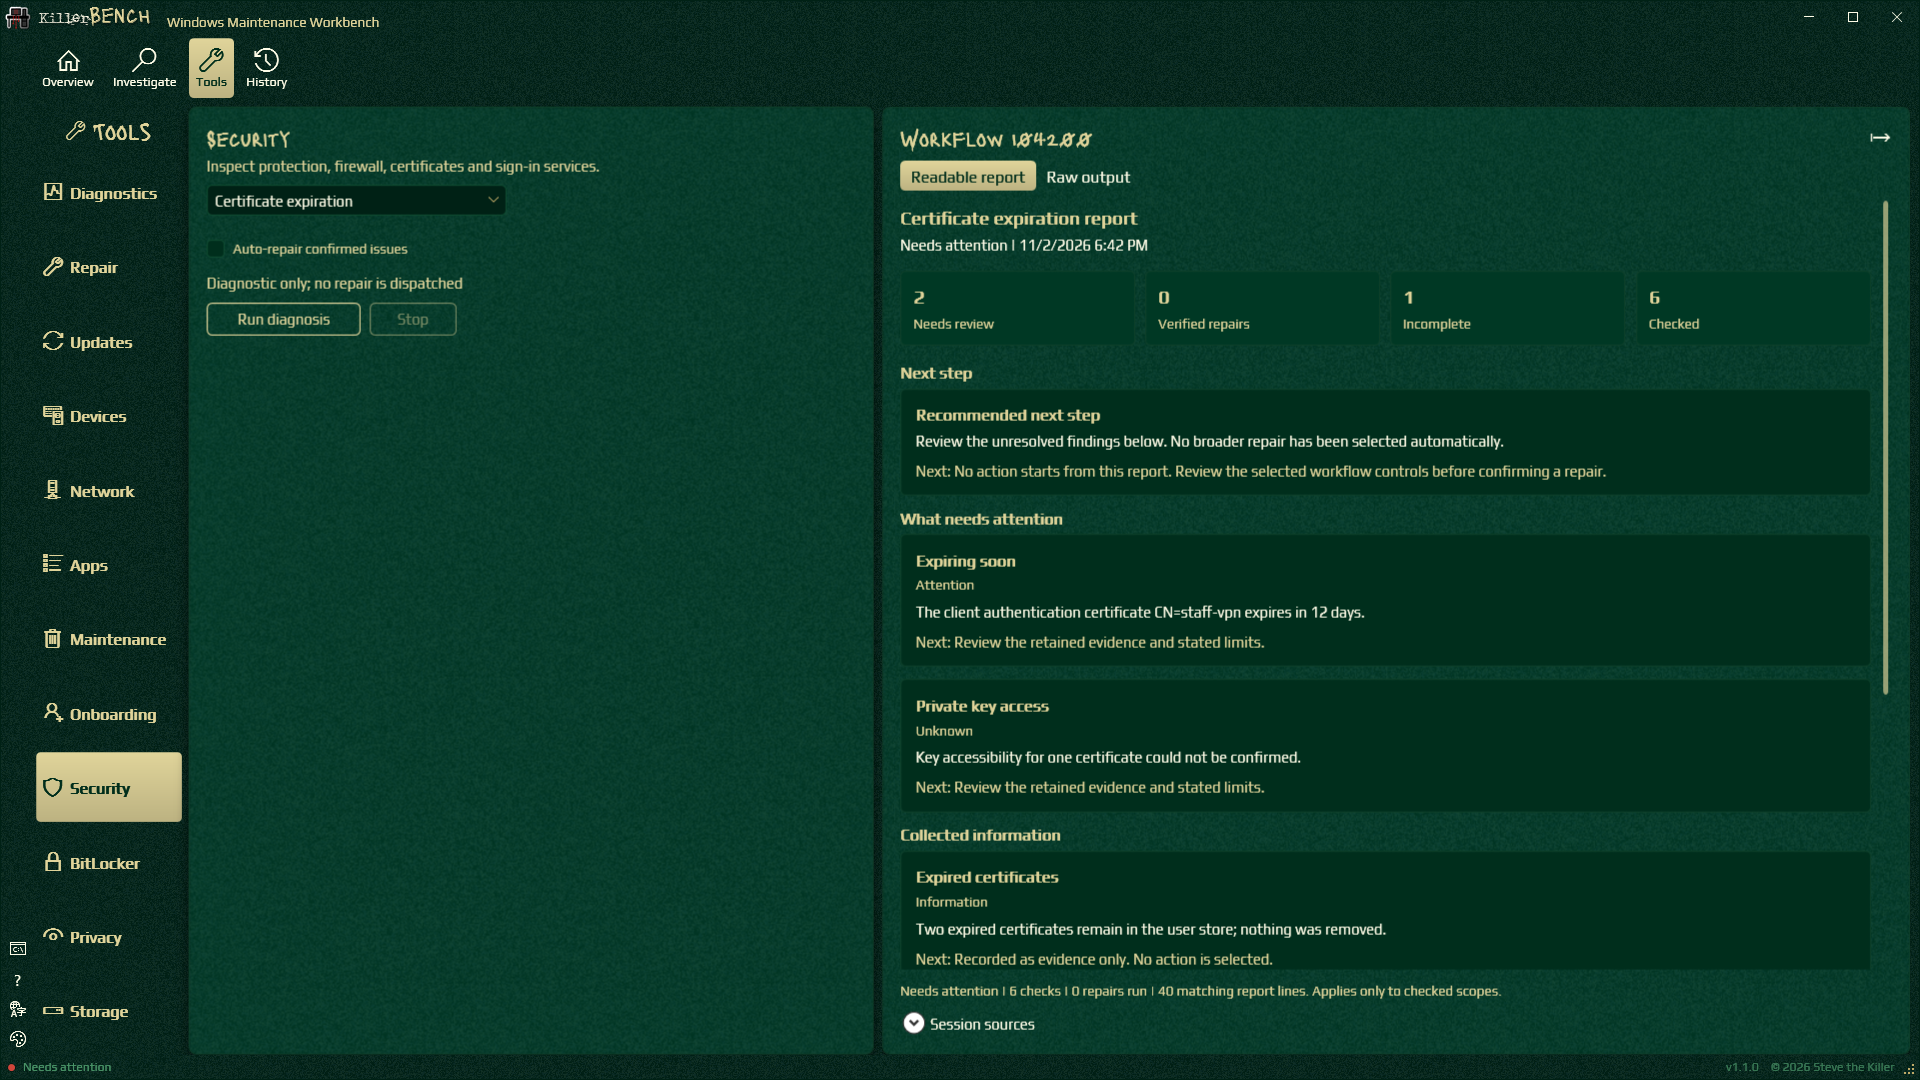 KillerBENCH Windows Maintenance Workbench
Overview
Investigate
Tools
History
TOOLS
Diagnostics
Repair
Updates
Devices
Network
Apps
Maintenance
Onboarding
Security
BitLocker
Privacy
Storage
SECURITY
Inspect protection, firewall, certificates and sign-in services.
Certificate expiration
Auto-repair confirmed issues
Diagnostic only; no repair is dispatched
Run diagnosis
Stop
WORKFLOW 104200
Readable report
Raw output
Certificate expiration report
Needs attention | 11/2/2026 6:42 PM
2
Needs review
0
Verified repairs
1
Incomplete
6
Checked
Next step
Recommended next step
Review the unresolved findings below. No broader repair has been selected automatically.
Next: No action starts from this report. Review the selected workflow controls before confirming a repair.
What needs attention
Expiring soon
Attention
The client authentication certificate CN=staff-vpn expires in 12 days.
Next: Review the retained evidence and stated limits.
Private key access
Unknown
Key accessibility for one certificate could not be confirmed.
Next: Review the retained evidence and stated limits.
Collected information
Expired certificates
Information
Two expired certificates remain in the user store; nothing was removed.
Next: Recorded as evidence only. No action is selected.
Needs attention | 6 checks | 0 repairs run | 40 matching report lines. Applies only to checked scopes.
Session sources
Needs attention
v1.1.0 © 2026 Steve the Killer